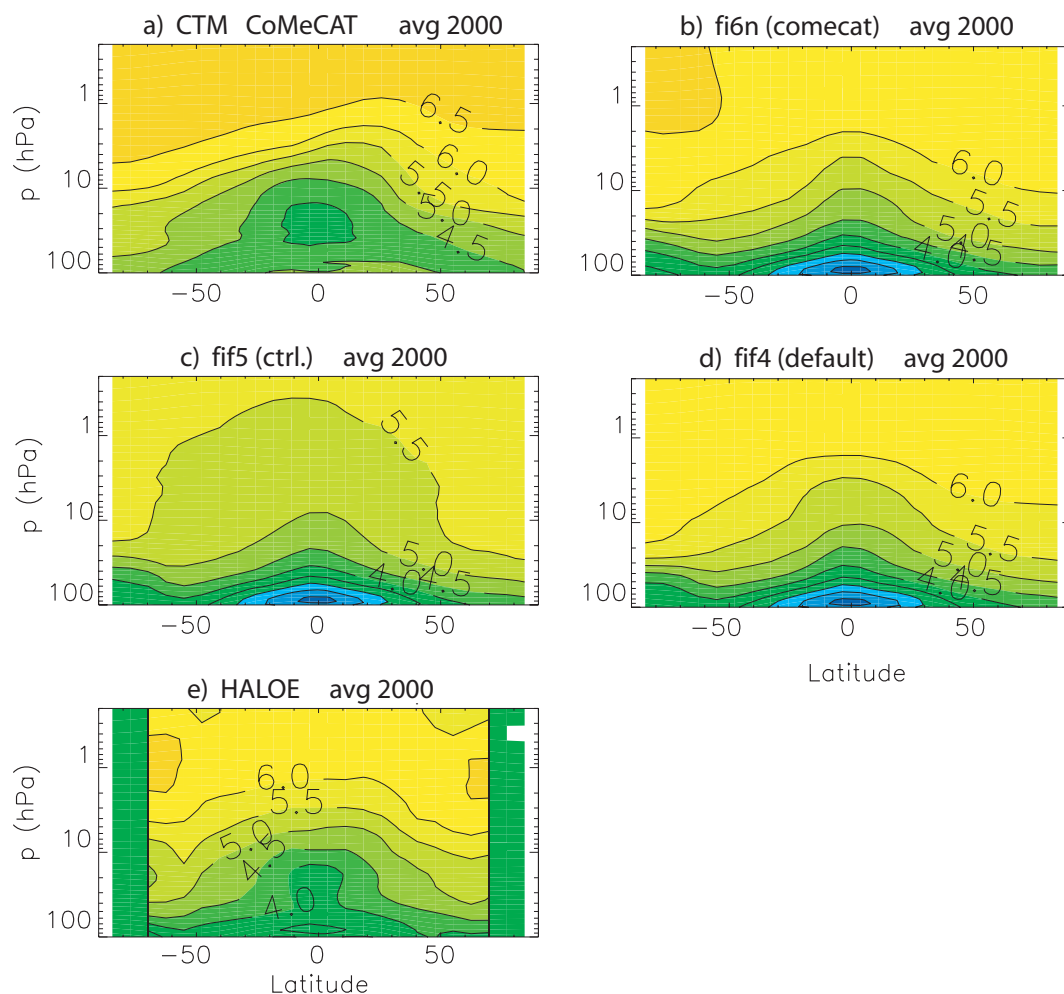 a) CTM CoMeCAT avg 2000
b) fi6n (comecat) avg 2000
p (hPa)
1
10
100
6.5
6.0
5.5
5.0
4.5
-50 0 50
1
10
100
6.0
5.5
5.0
4.0
4.5
-50 0 50
c) fif5 (ctrl.) avg 2000
d) fif4 (default) avg 2000
p (hPa)
1
10
100
5.5
5.0
4.0
4.5
-50 0 50
1
10
100
6.0
5.5
5.0
4.0
4.5
-50 0 50
Latitude
e) HALOE avg 2000
p (hPa)
1
10
100
6.0
5.5
5.0
4.5
4.0
-50 0 50
Latitude